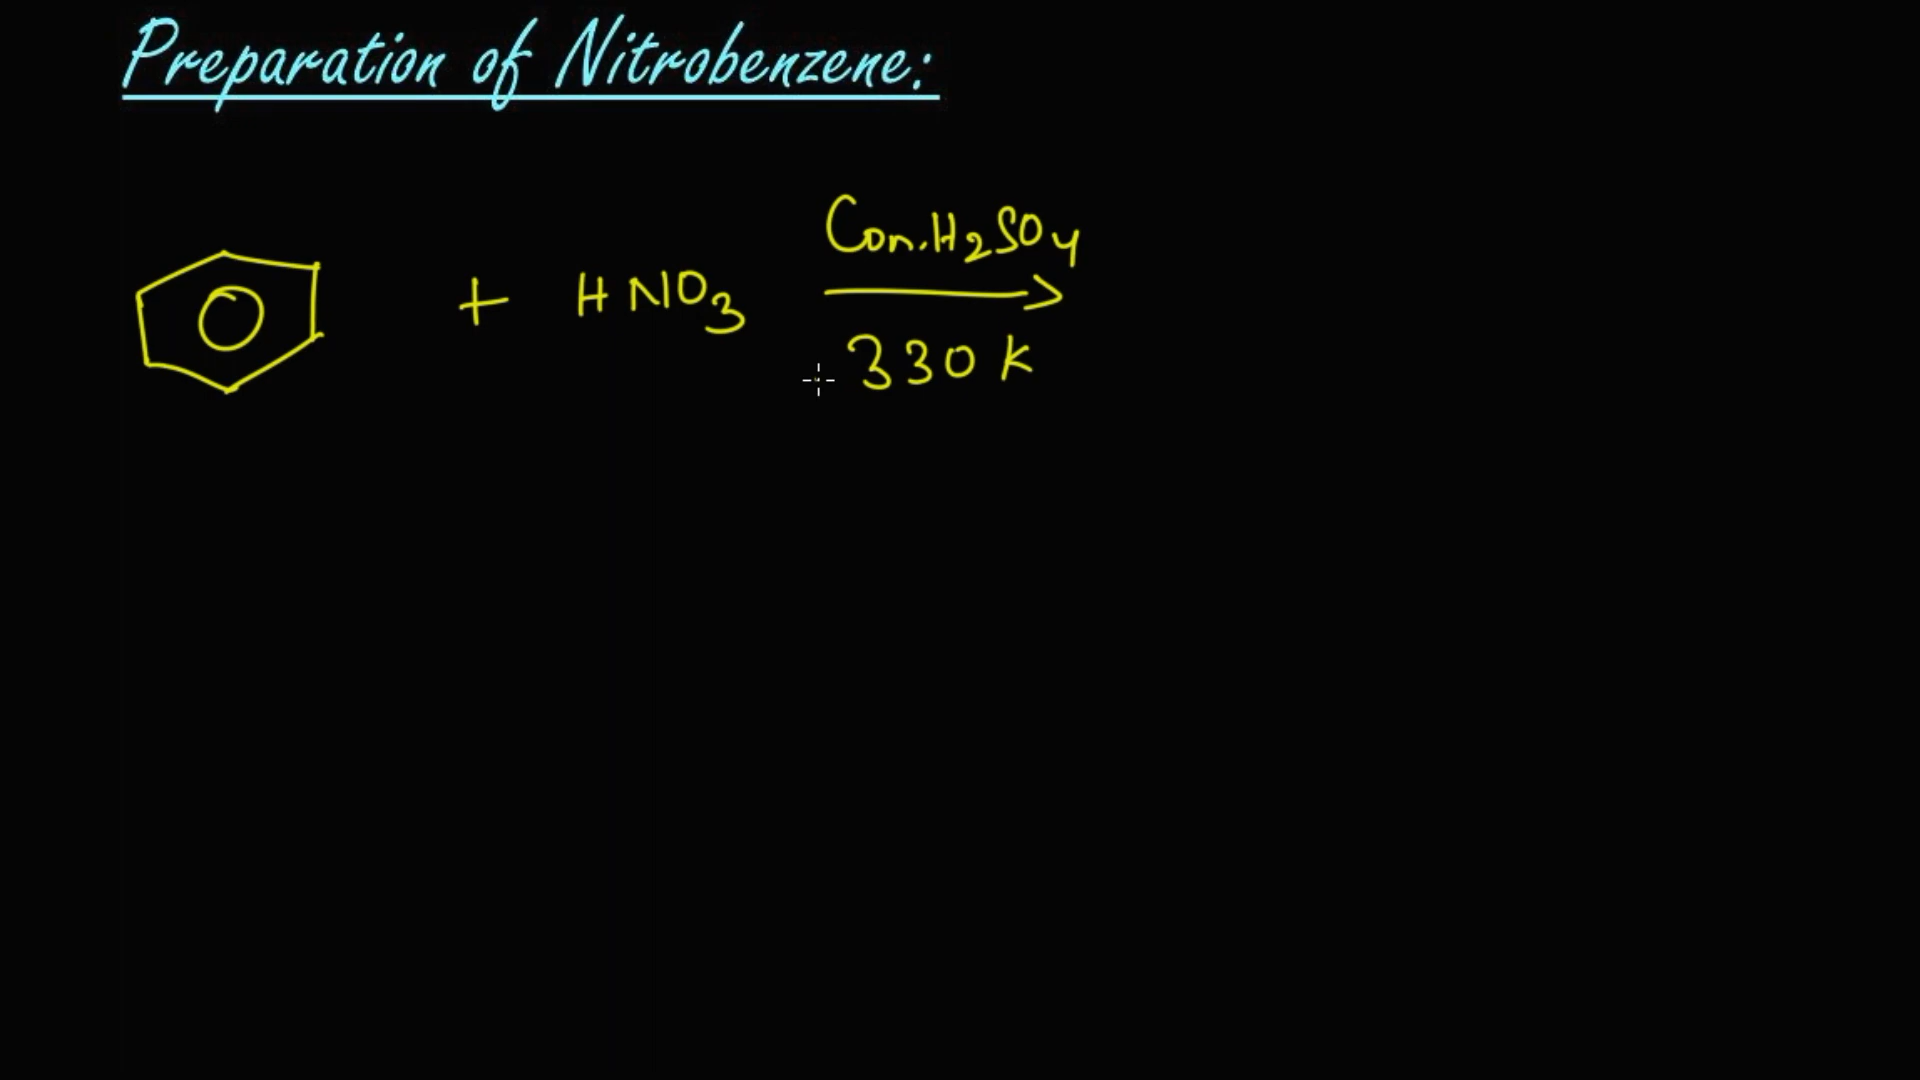 Preparation of Nitrobenzene:
Con.H₂SO₄
+ HNO₃ →
330 K